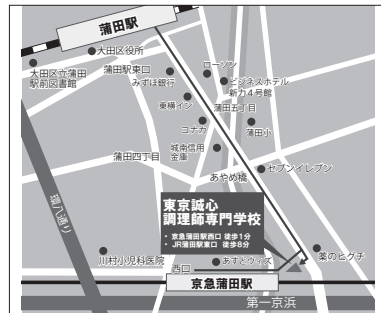 蒲田駅
大田区役所
大田区立蒲田
駅前図書館
蒲田駅東口
みずほ銀行
ローソン
ビジネスホテル
新力4号館
東横イン
蒲田五丁目
コナカ
蒲田小
城南信用
金庫
蒲田四丁目
あやめ橋
セブンイレブン
環八通り
東京誠心
調理師専門学校
・京急蒲田駅西口 徒歩1分
・JR蒲田駅東口 徒歩8分
川村小児科医院
西口
あすとウィズ
薬のヒグチ
京急蒲田駅
第一京浜